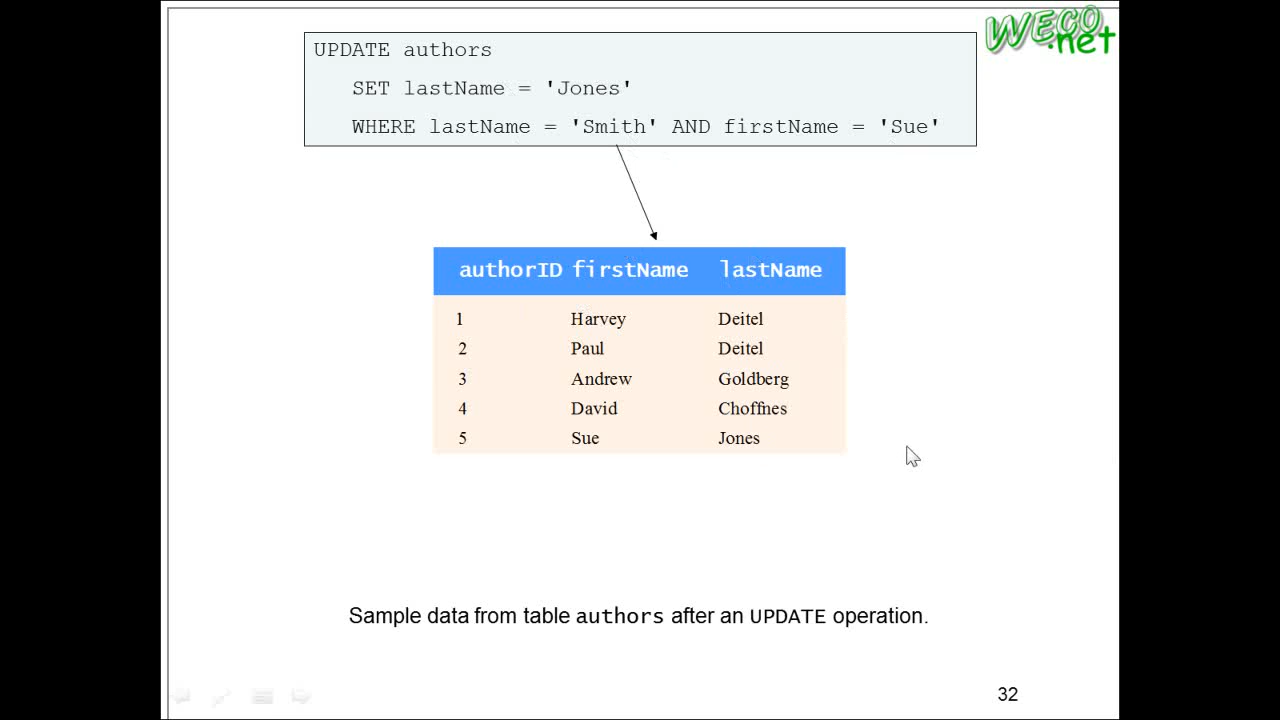 WECO
.net
UPDATE authors
SET lastName = 'Jones'
WHERE lastName = 'Smith' AND firstName = 'Sue'
authorID firstName lastName
1 Harvey Deitel
2 Paul Deitel
3 Andrew Goldberg
4 David Choffnes
5 Sue Jones
Sample data from table authors after an UPDATE operation.
32